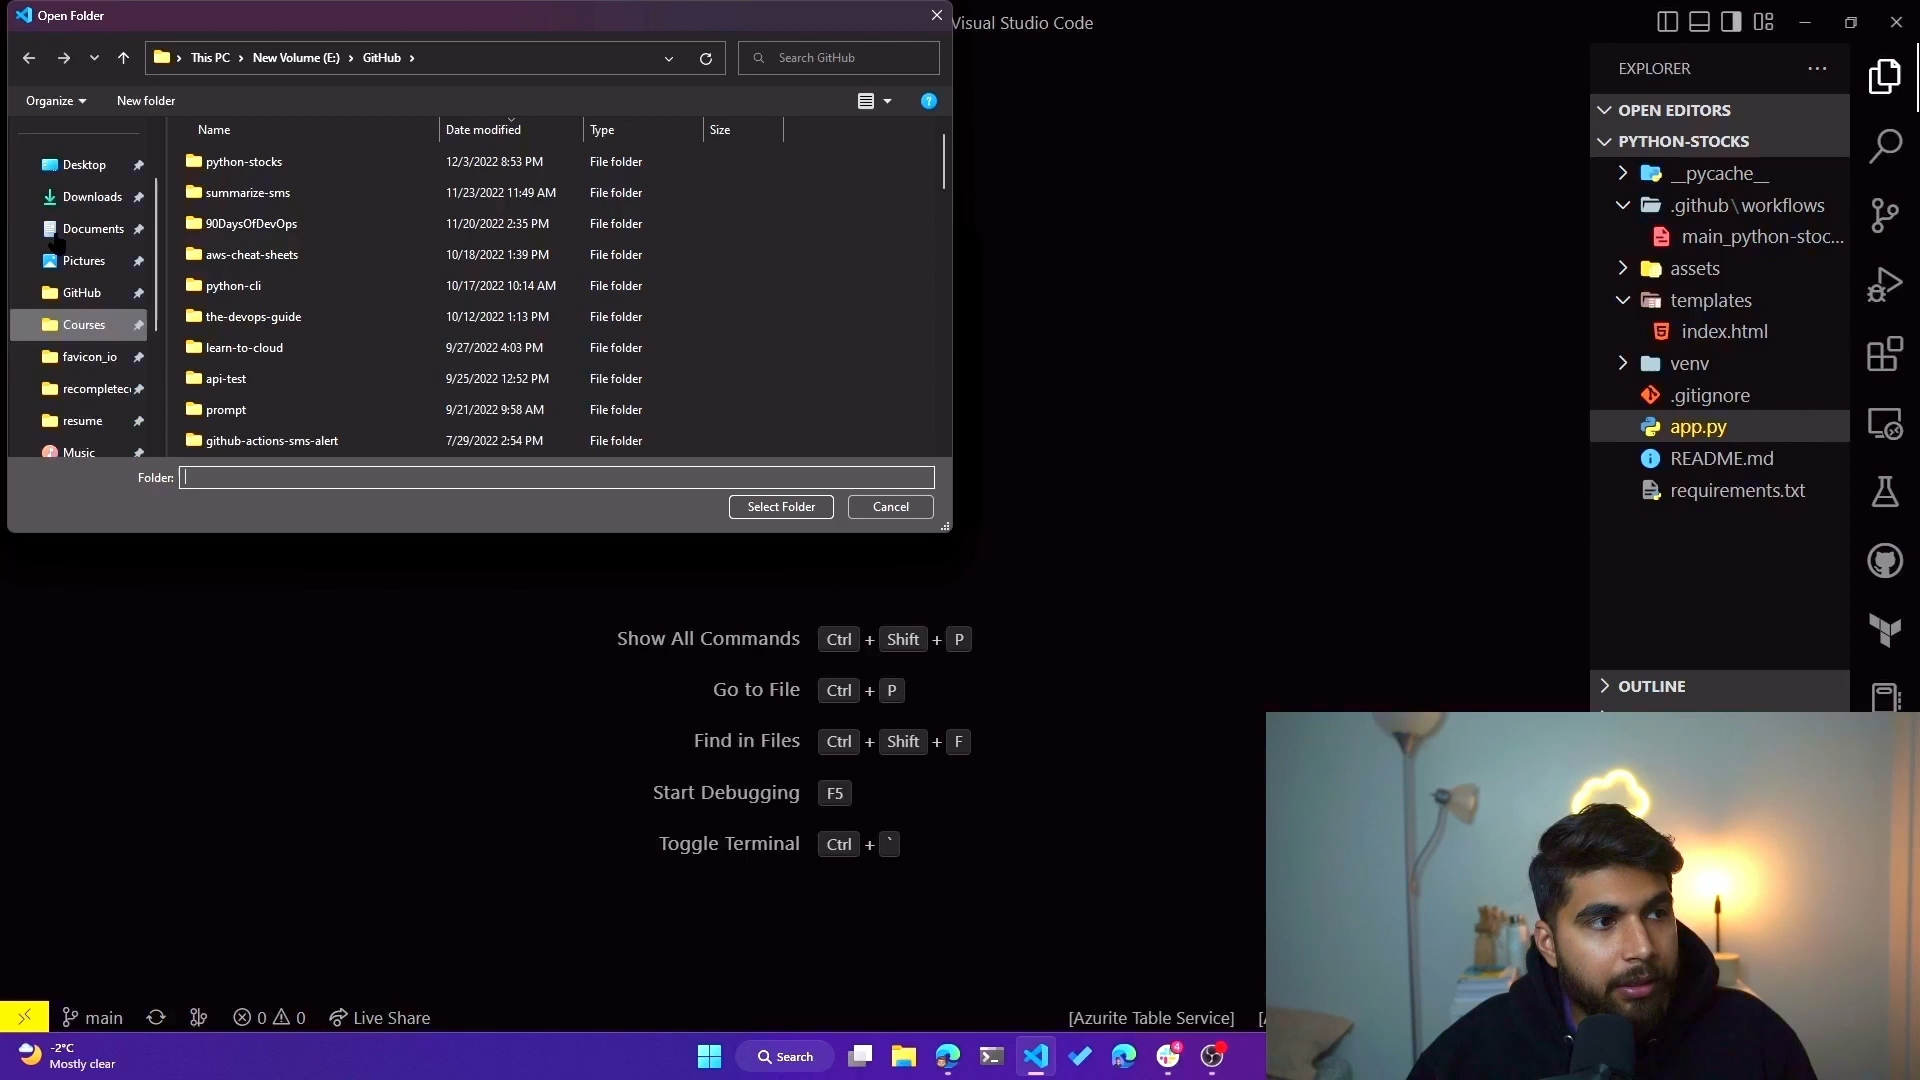 Open Folder
Visual Studio Code
This PC > New Volume (E:) > GitHub >
Search GitHub
Organize
New folder
Name
Date modified
Type
Size
Desktop
Downloads
Documents
Pictures
GitHub
Courses
favicon_io
recompletec
resume
Music
python-stocks 12/3/2022 8:53 PM File folder
summarize-sms 11/23/2022 11:49 AM File folder
90DaysOfDevOps 11/20/2022 2:35 PM File folder
aws-cheat-sheets 10/18/2022 1:39 PM File folder
python-cli 10/17/2022 10:14 AM File folder
the-devops-guide 10/12/2022 1:13 PM File folder
learn-to-cloud 9/27/2022 4:03 PM File folder
api-test 9/25/2022 12:52 PM File folder
prompt 9/21/2022 9:58 AM File folder
github-actions-sms-alert 7/29/2022 2:54 PM File folder
Folder:
Select Folder
Cancel
EXPLORER
OPEN EDITORS
PYTHON-STOCKS
__pycache__
.github\workflows
main_python-stoc...
assets
templates
index.html
venv
.gitignore
app.py
README.md
requirements.txt
OUTLINE
Show All Commands Ctrl + Shift + P
Go to File Ctrl + P
Find in Files Ctrl + Shift + F
Start Debugging F5
Toggle Terminal Ctrl + `
main
0
0
Live Share
[Azurite Table Service]
-2°C
Mostly clear
Search
4